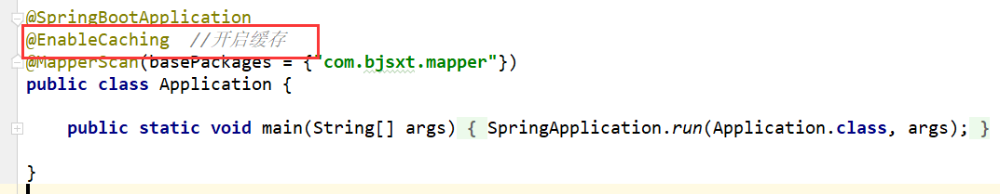 @SpringBootApplication
@EnableCaching //开启缓存
@MapperScan(basePackages = {"com.bjsxt.mapper"})
public class Application {
public static void main(String[] args) { SpringApplication.run(Application.class, args); }
}